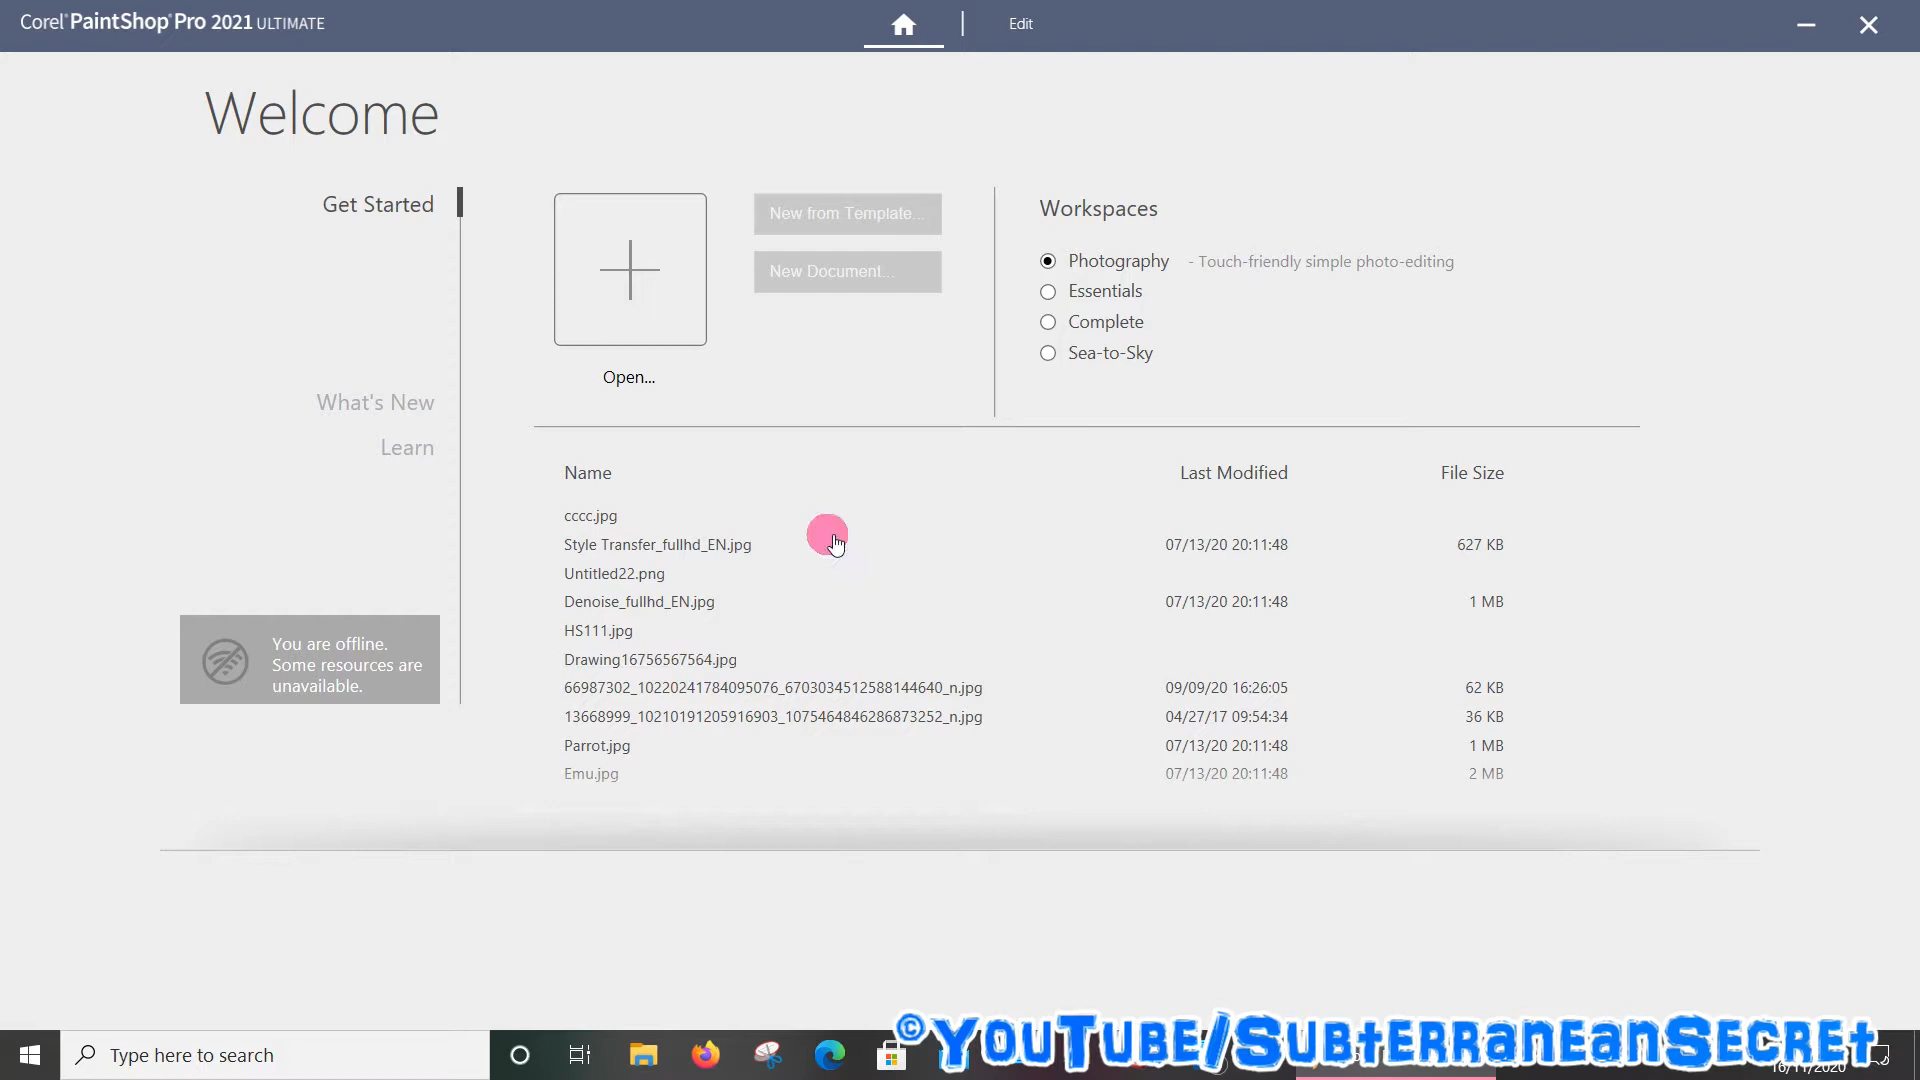 Corel® PaintShop® Pro 2021 ULTIMATE
Edit
Welcome
Get Started
What's New
Learn
You are offline.
Some resources are
unavailable.
Open...
New from Template...
New Document...
Workspaces
Photography - Touch-friendly simple photo-editing
Essentials
Complete
Sea-to-Sky
Name Last Modified File Size
cccc.jpg
Style Transfer_fullhd_EN.jpg 07/13/20 20:11:48 627 KB
Untitled22.png
Denoise_fullhd_EN.jpg 07/13/20 20:11:48 1 MB
HS111.jpg
Drawing16756567564.jpg
66987302_10220241784095076_6703034512588144640_n.jpg 09/09/20 16:26:05 62 KB
13668999_10210191205916903_1075464846286873252_n.jpg 04/27/17 09:54:34 36 KB
Parrot.jpg 07/13/20 20:11:48 1 MB
Emu.jpg 07/13/20 20:11:48 2 MB
Type here to search
©YouTube/SubterraneanSecret
16/11/2020